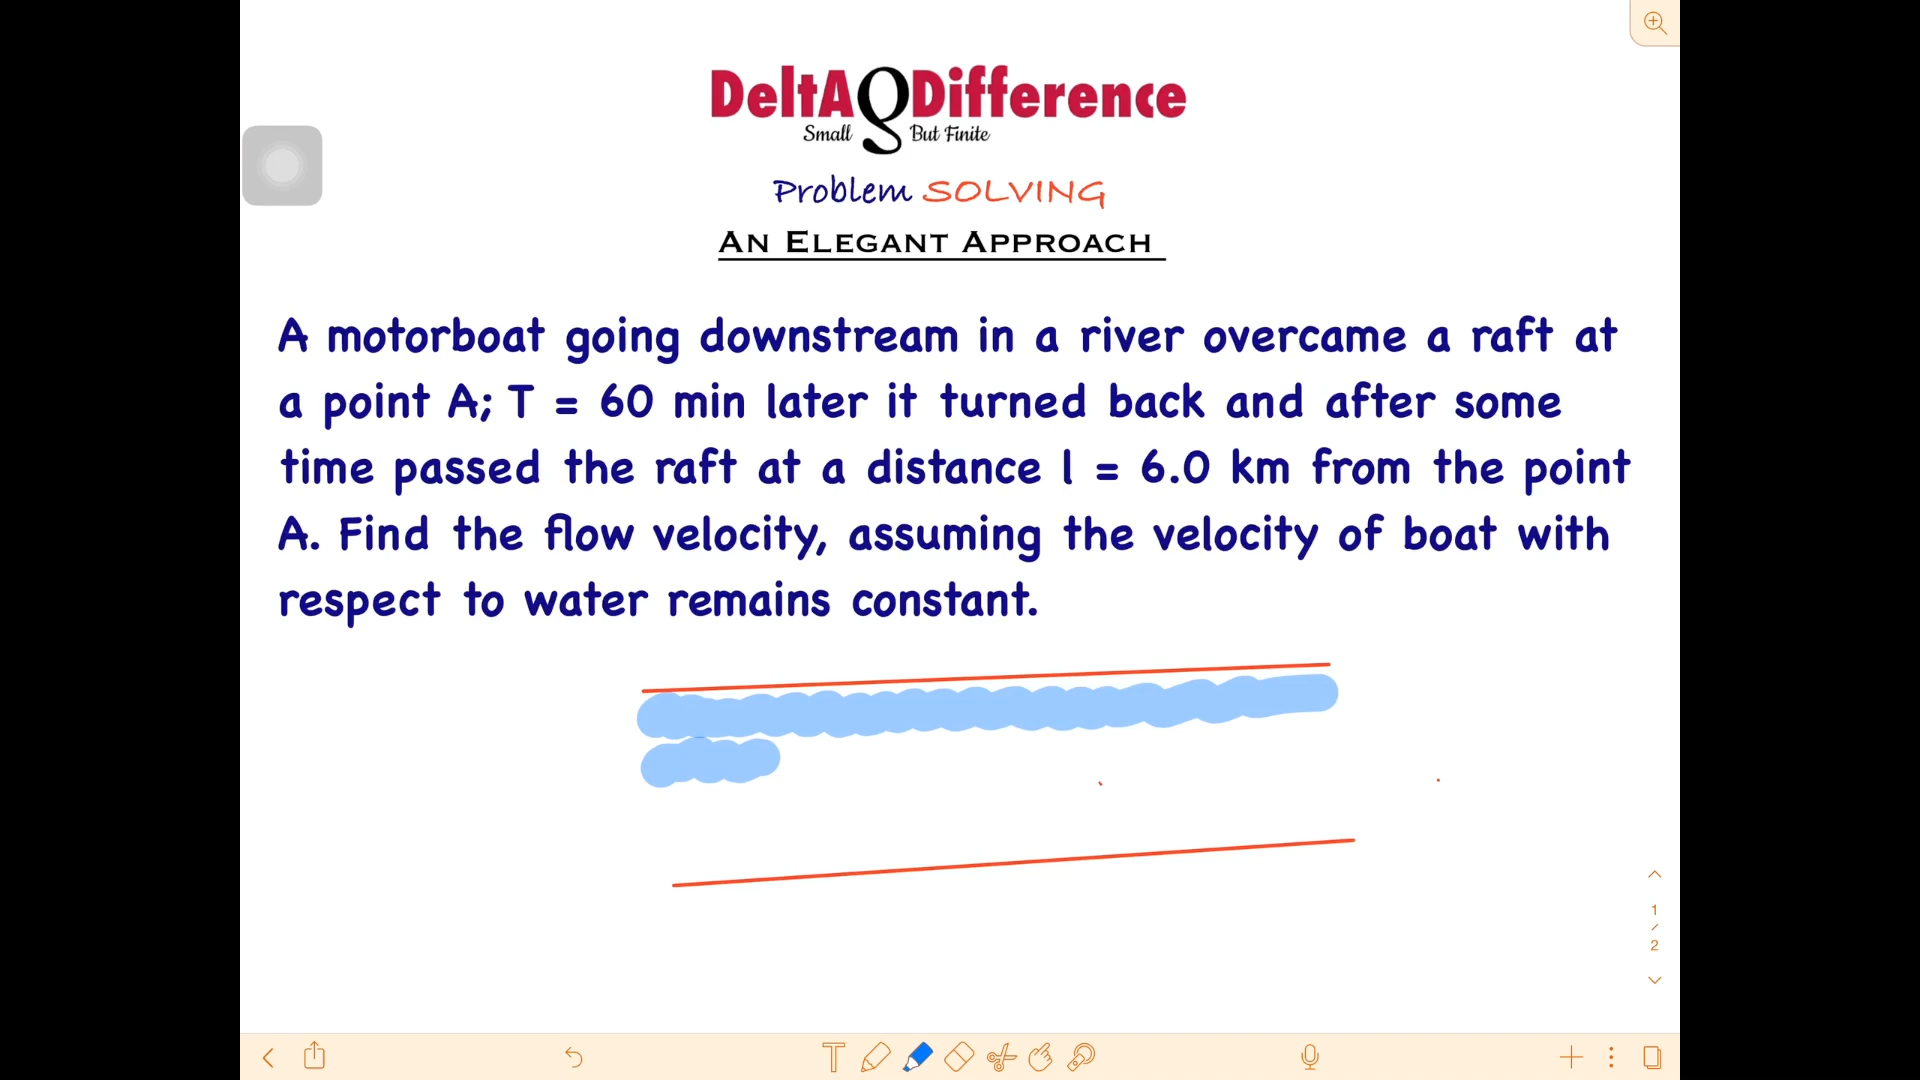 DeltA Difference
Small But Finite
Problem SOLVING
AN ELEGANT APPROACH
A motorboat going downstream in a river overcame a raft at
a point A; T = 60 min later it turned back and after some
time passed the raft at a distance l = 6.0 km from the point
A. Find the flow velocity, assuming the velocity of boat with
respect to water remains constant.
1
/
2
T